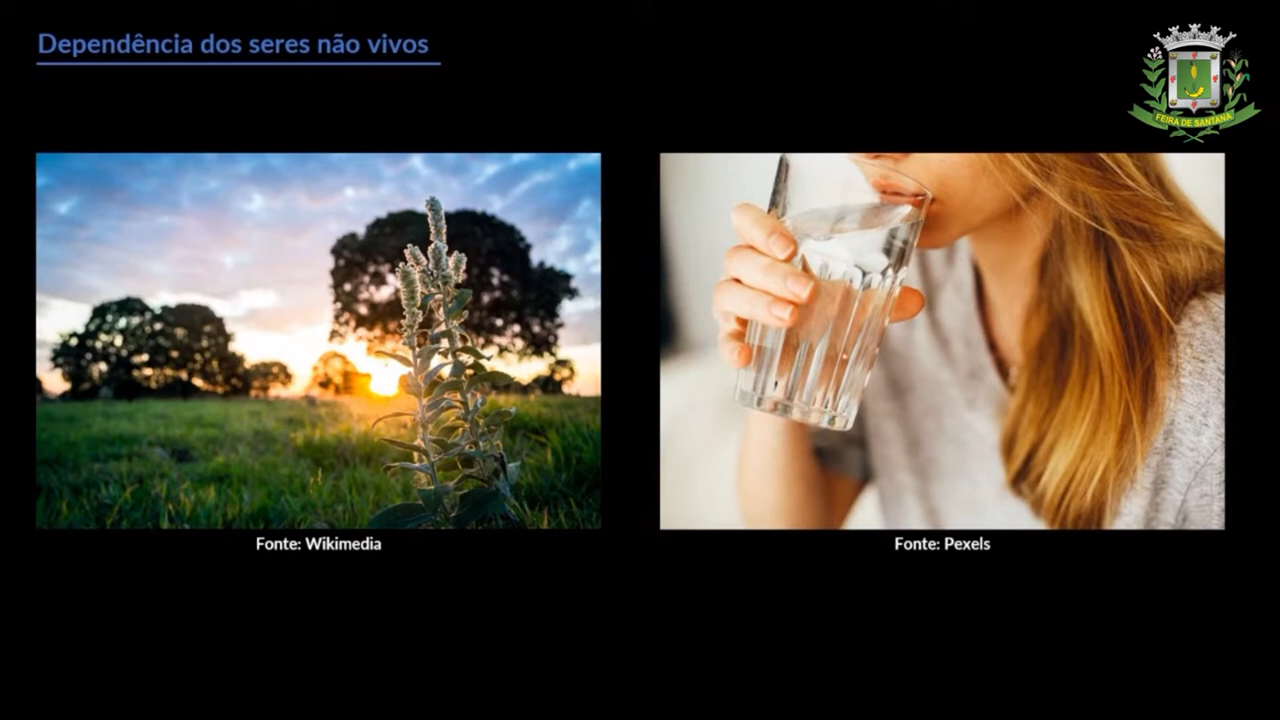 Dependência dos seres não vivos
FEIRA DE SANTANA
Fonte: Wikimedia
Fonte: Pexels